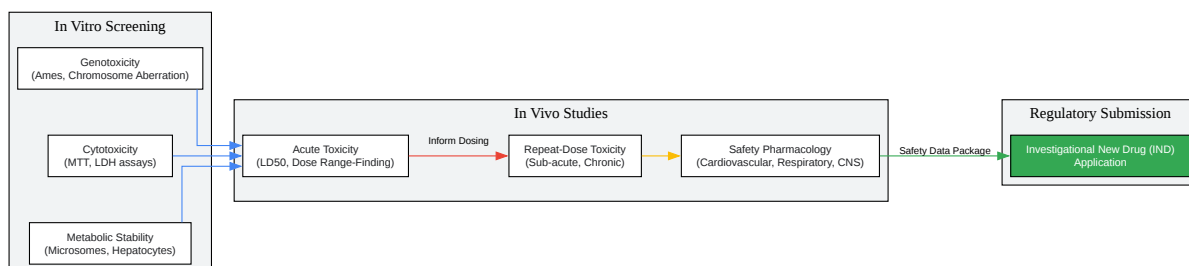 In Vitro Screening
Genotoxicity
(Ames, Chromosome Aberration)
Cytotoxicity
(MTT, LDH assays)
Metabolic Stability
(Microsomes, Hepatocytes)
In Vivo Studies
Acute Toxicity
(LD50, Dose Range-Finding)
Inform Dosing
Repeat-Dose Toxicity
(Sub-acute, Chronic)
Safety Pharmacology
(Cardiovascular, Respiratory, CNS)
Safety Data Package
Regulatory Submission
Investigational New Drug (IND)
Application